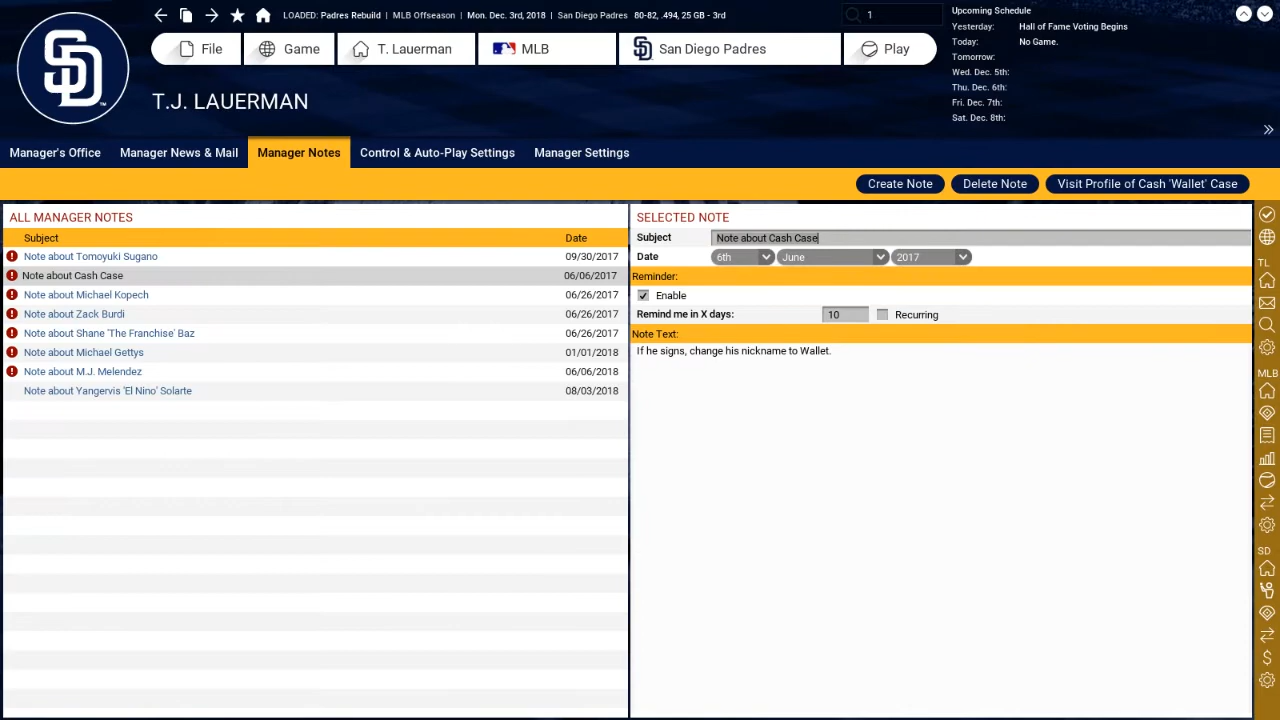 LOADED: Padres Rebuild | MLB Offseason | Mon. Dec. 3rd, 2018 | San Diego Padres 80-82, .494, 25 GB - 3rd
1
Upcoming Schedule
Yesterday: Hall of Fame Voting Begins
Today: No Game.
Tomorrow:
Wed. Dec. 5th:
Thu. Dec. 6th:
Fri. Dec. 7th:
Sat. Dec. 8th:
File Game T. Lauerman MLB San Diego Padres Play
SD
T.J. LAUERMAN
Manager's Office Manager News & Mail Manager Notes Control & Auto-Play Settings Manager Settings
Create Note Delete Note Visit Profile of Cash 'Wallet' Case
ALL MANAGER NOTES
Subject Date
Note about Tomoyuki Sugano 09/30/2017
Note about Cash Case 06/06/2017
Note about Michael Kopech 06/26/2017
Note about Zack Burdi 06/26/2017
Note about Shane 'The Franchise' Baz 06/26/2017
Note about Michael Gettys 01/01/2018
Note about M.J. Melendez 06/06/2018
Note about Yangervis 'El Nino' Solarte 08/03/2018
SELECTED NOTE
Subject Note about Cash Case
Date 6th June 2017
Reminder:
Enable
Remind me in X days: 10 Recurring
Note Text:
If he signs, change his nickname to Wallet.
TL
MLB
SD